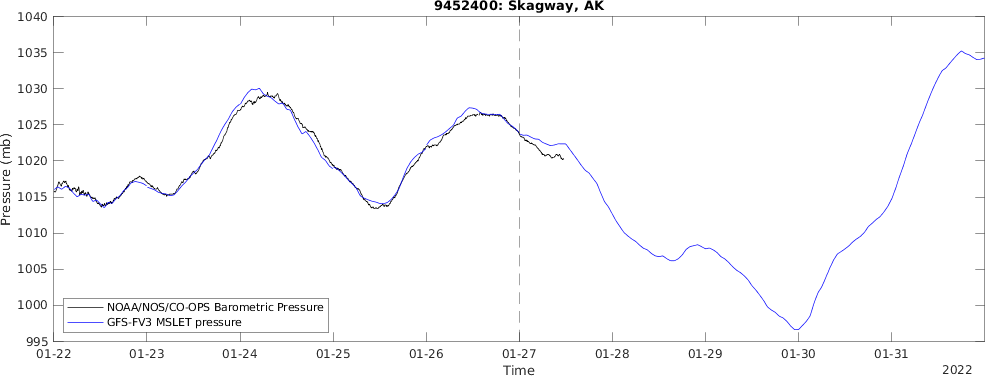 9452400: Skagway, AK
1040
1035
1030
1025
1020
1015
1010
1005
1000
995
Pressure (mb)
NOAA/NOS/CO-OPS Barometric Pressure
GFS-FV3 MSLET pressure
01-22 01-23 01-24 01-25 01-26 01-27 01-28 01-29 01-30 01-31
Time
2022